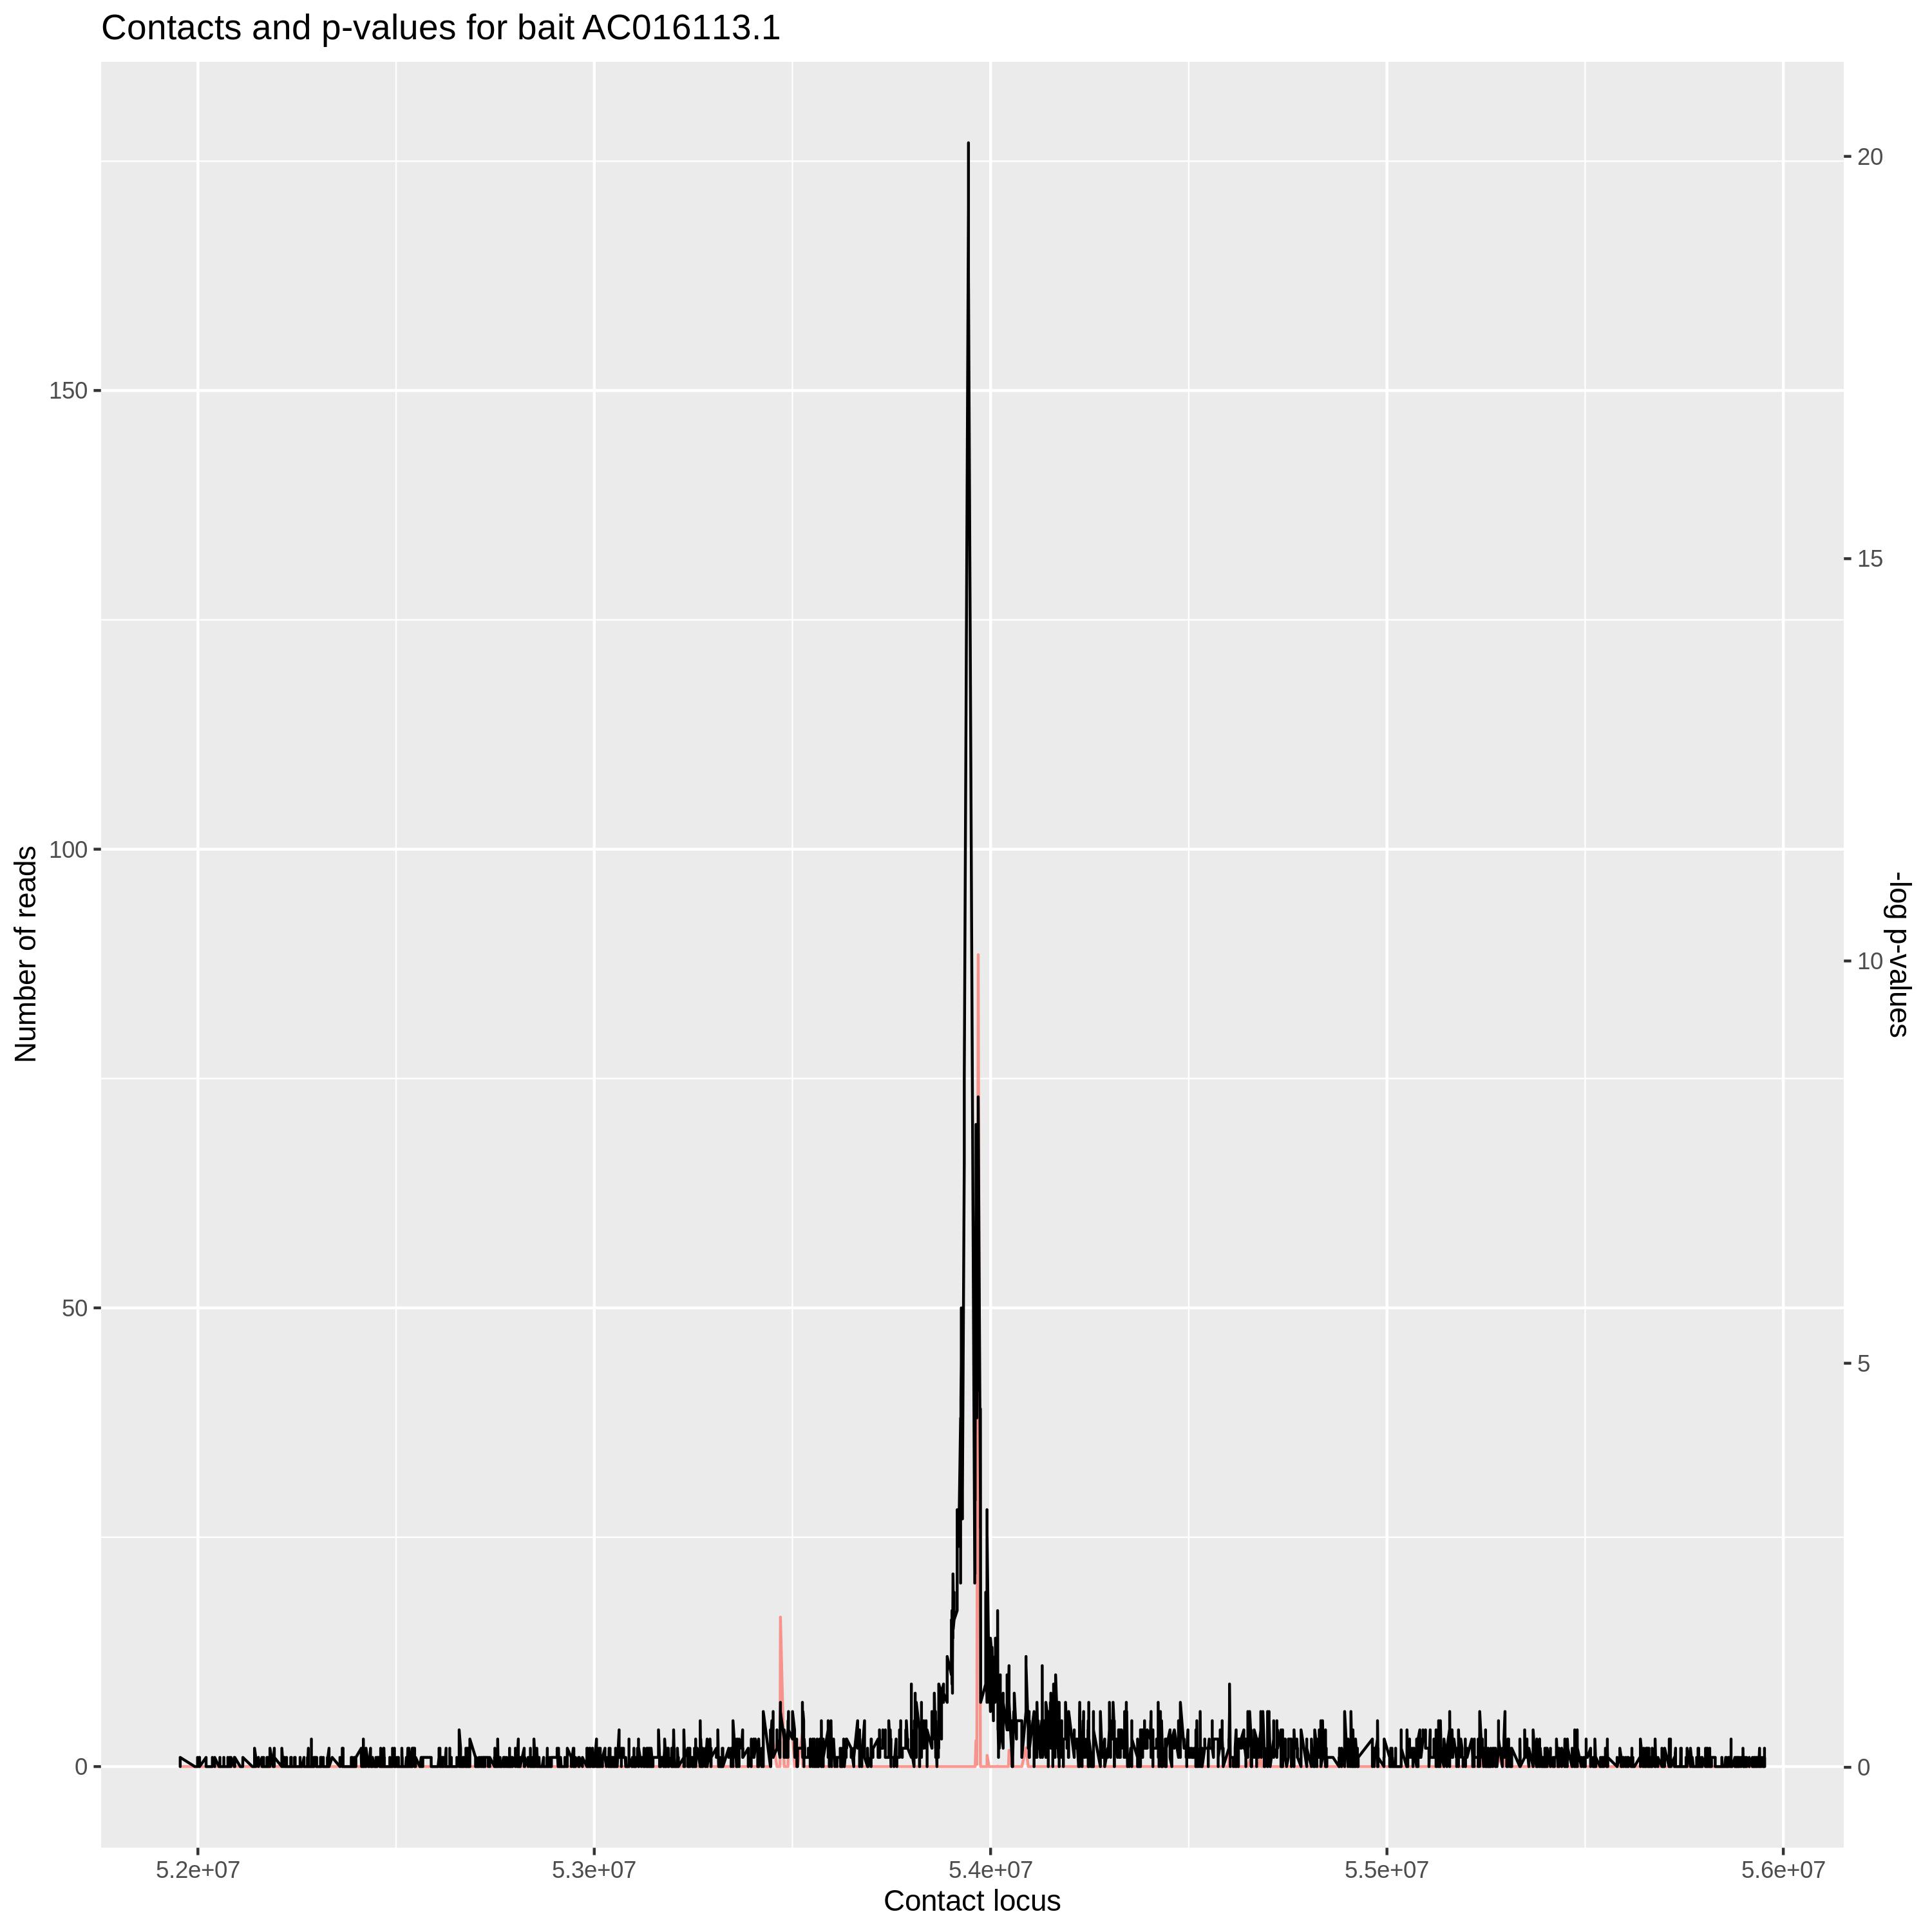 Contacts and p-values for bait AC016113.1
Number of reads
150
100
50
0
20
15
10
5
0
-log p-values
5.2e+07
5.3e+07
5.4e+07
5.5e+07
5.6e+07
Contact locus